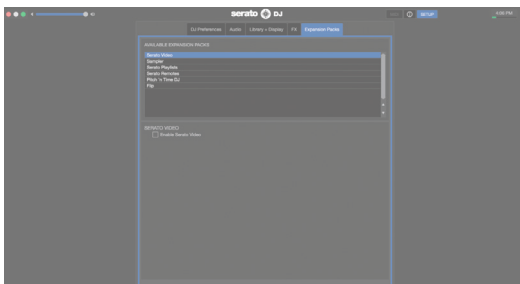 serato DJ
SETUP
DJ Preferences Audio Library + Display FX Expansion Packs
AVAILABLE EXPANSION PACKS
Serato Video
Sampler
Serato Playlists
Serato Remotes
Pitch 'n Time DJ
Flip
SERATO VIDEO
Enable Serato Video